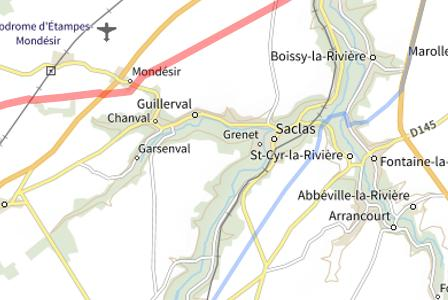 odrome d'Étampes-
Mondésir
Boissy-la-Rivière
Marolle
Mondésir
Guillerval
Chanval
Grenet
Saclas
D145
Garsenval
St-Cyr-la-Rivière
Fontaine-la-
Abbéville-la-Rivière
Arrancourt
F